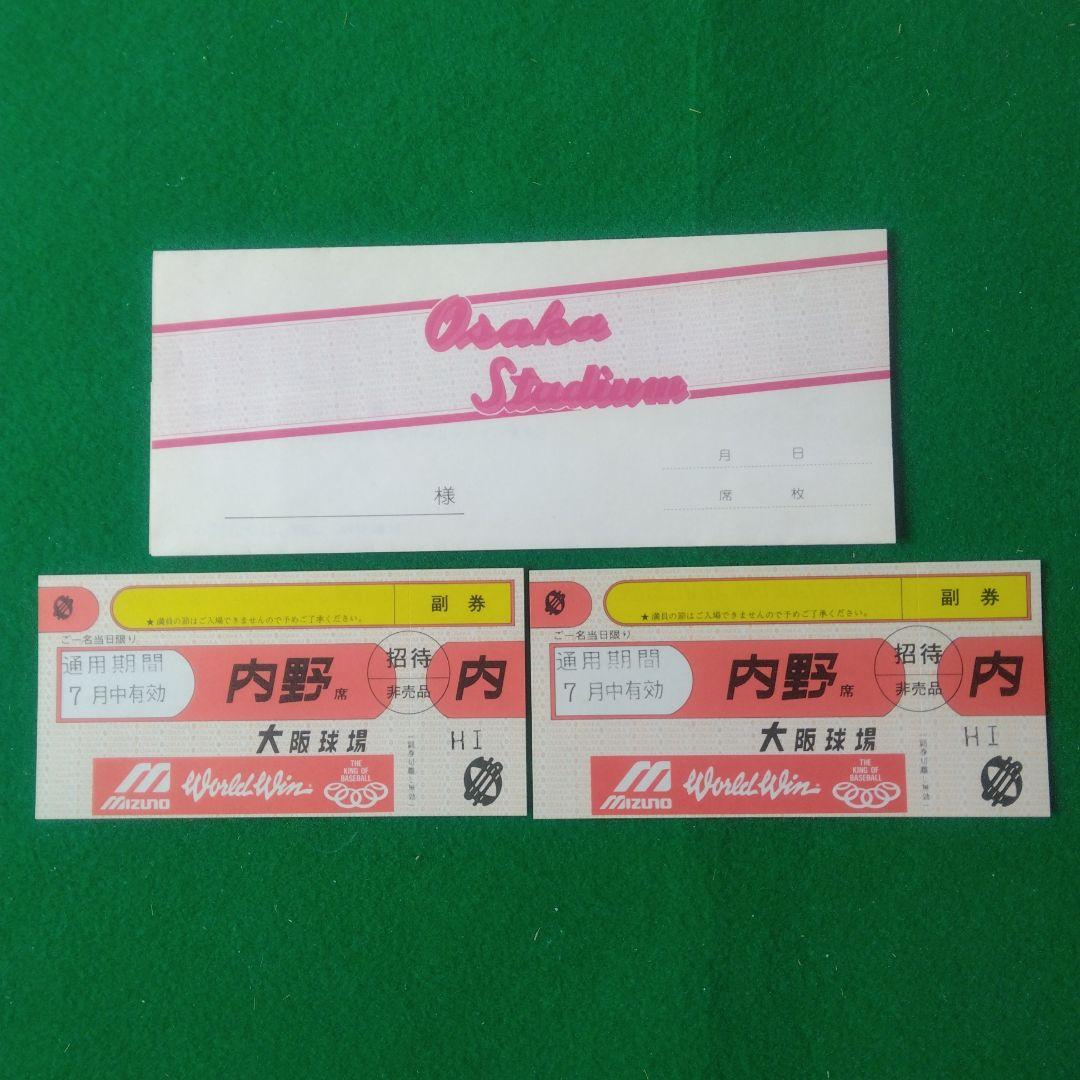 Osaka
Stadium
月　日
席　枚
様
副券
★満員の節はご入場できませんので予めご了承ください。
ご一名当日限り
通用期間
7月中有効
内野席
招待
非売品
内
大阪球場
HI
MIZUNO
World Win
THE
KING OF
BASEBALL
副券
★満員の節はご入場できませんので予めご了承ください。
ご一名当日限り
通用期間
7月中有効
内野席
招待
非売品
内
大阪球場
HI
MIZUNO
World Win
THE
KING OF
BASEBALL